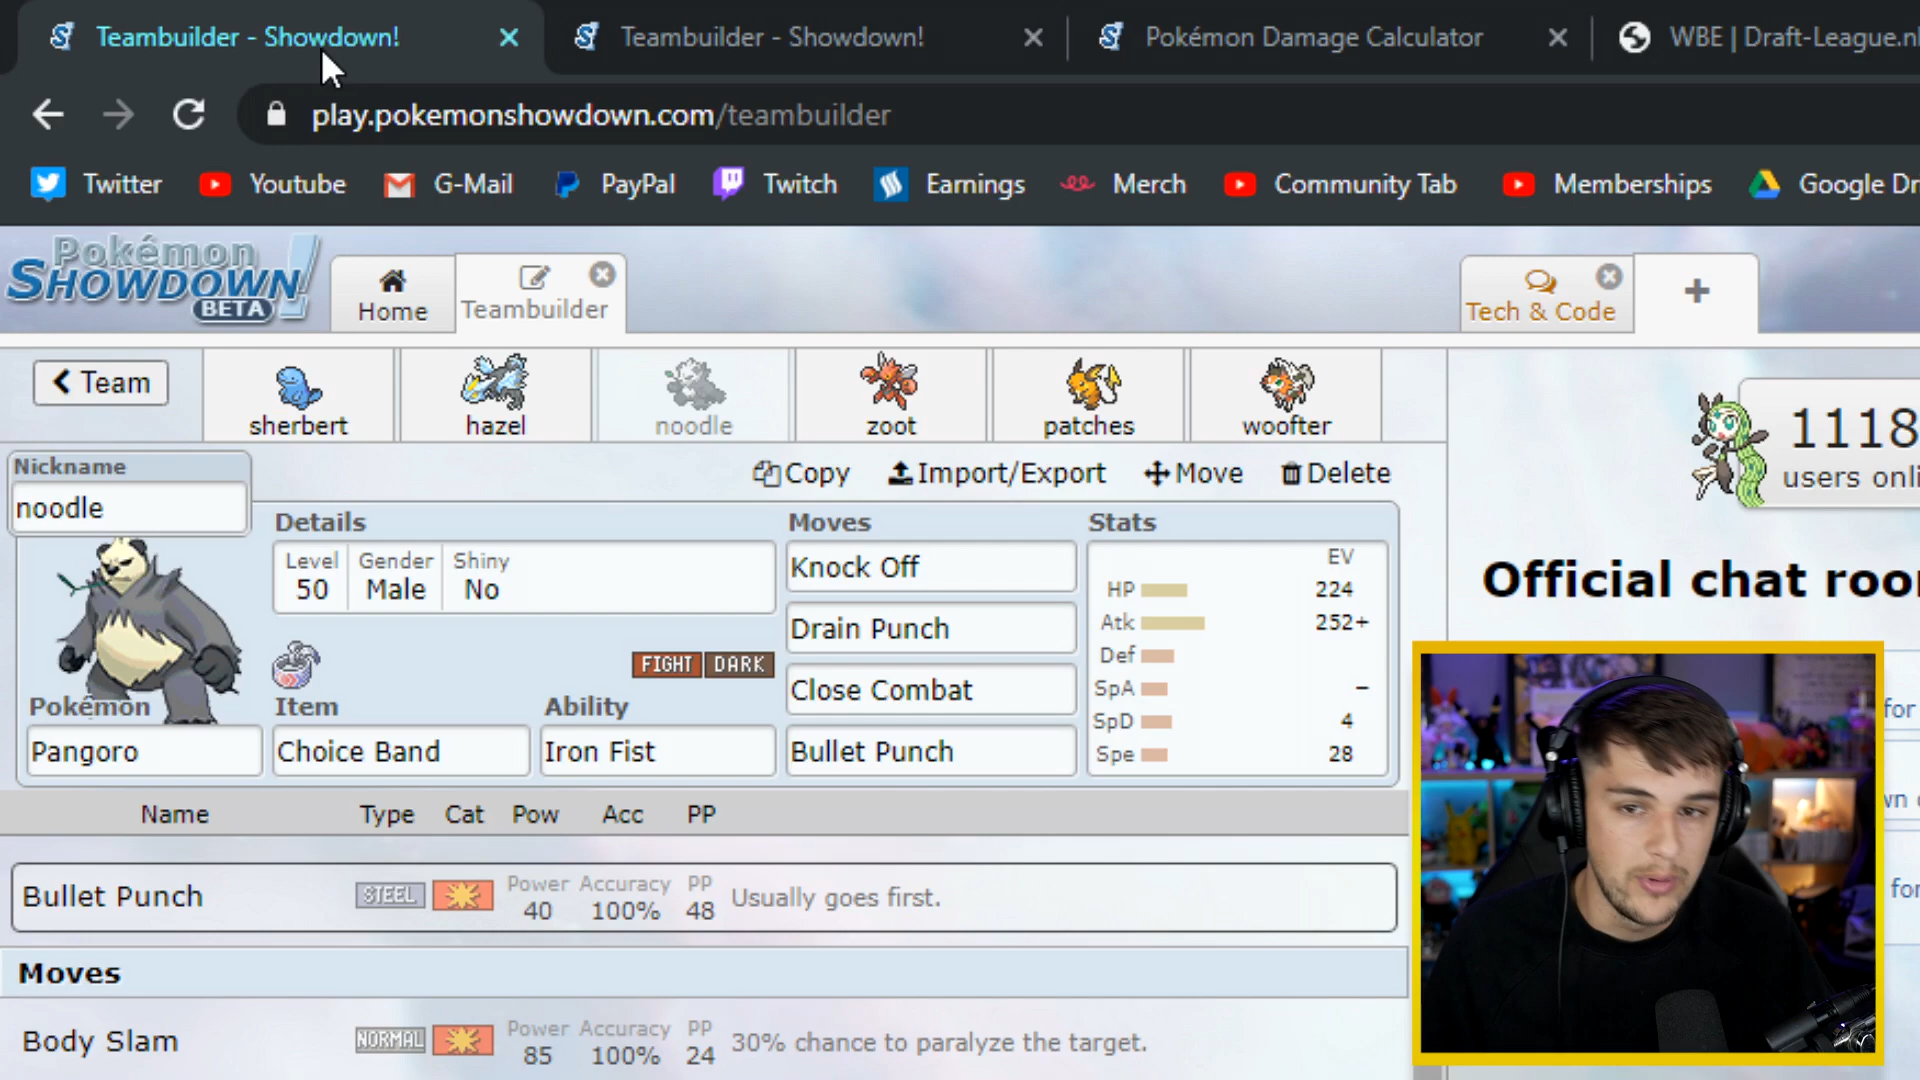 Teambuilder - Showdown!
Teambuilder - Showdown!
Pokémon Damage Calculator
WBE | Draft-League.nl
play.pokemonshowdown.com/teambuilder
Twitter
Youtube
G-Mail
PayPal
Twitch
Earnings
Merch
Community Tab
Memberships
Google Dr
Pokémon
SHOWDOWN!
BETA
Home
Teambuilder
Tech & Code
Team
sherbert
hazel
noodle
zoot
patches
woofter
1118
users onli
Nickname
noodle
Copy
Import/Export
Move
Delete
Details
Moves
Stats
Level
50
Gender
Male
Shiny
No
Knock Off
Drain Punch
Close Combat
Bullet Punch
EV
HP 224
Atk 252+
Def
SpA –
SpD 4
Spe 28
FIGHT DARK
Pokémon
Pangoro
Item
Choice Band
Ability
Iron Fist
Official chat roo
for
wn
for
Name Type Cat Pow Acc PP
Bullet Punch STEEL Power 40 Accuracy 100% PP 48 Usually goes first.
Moves
Body Slam NORMAL Power 85 Accuracy 100% PP 24 30% chance to paralyze the target.